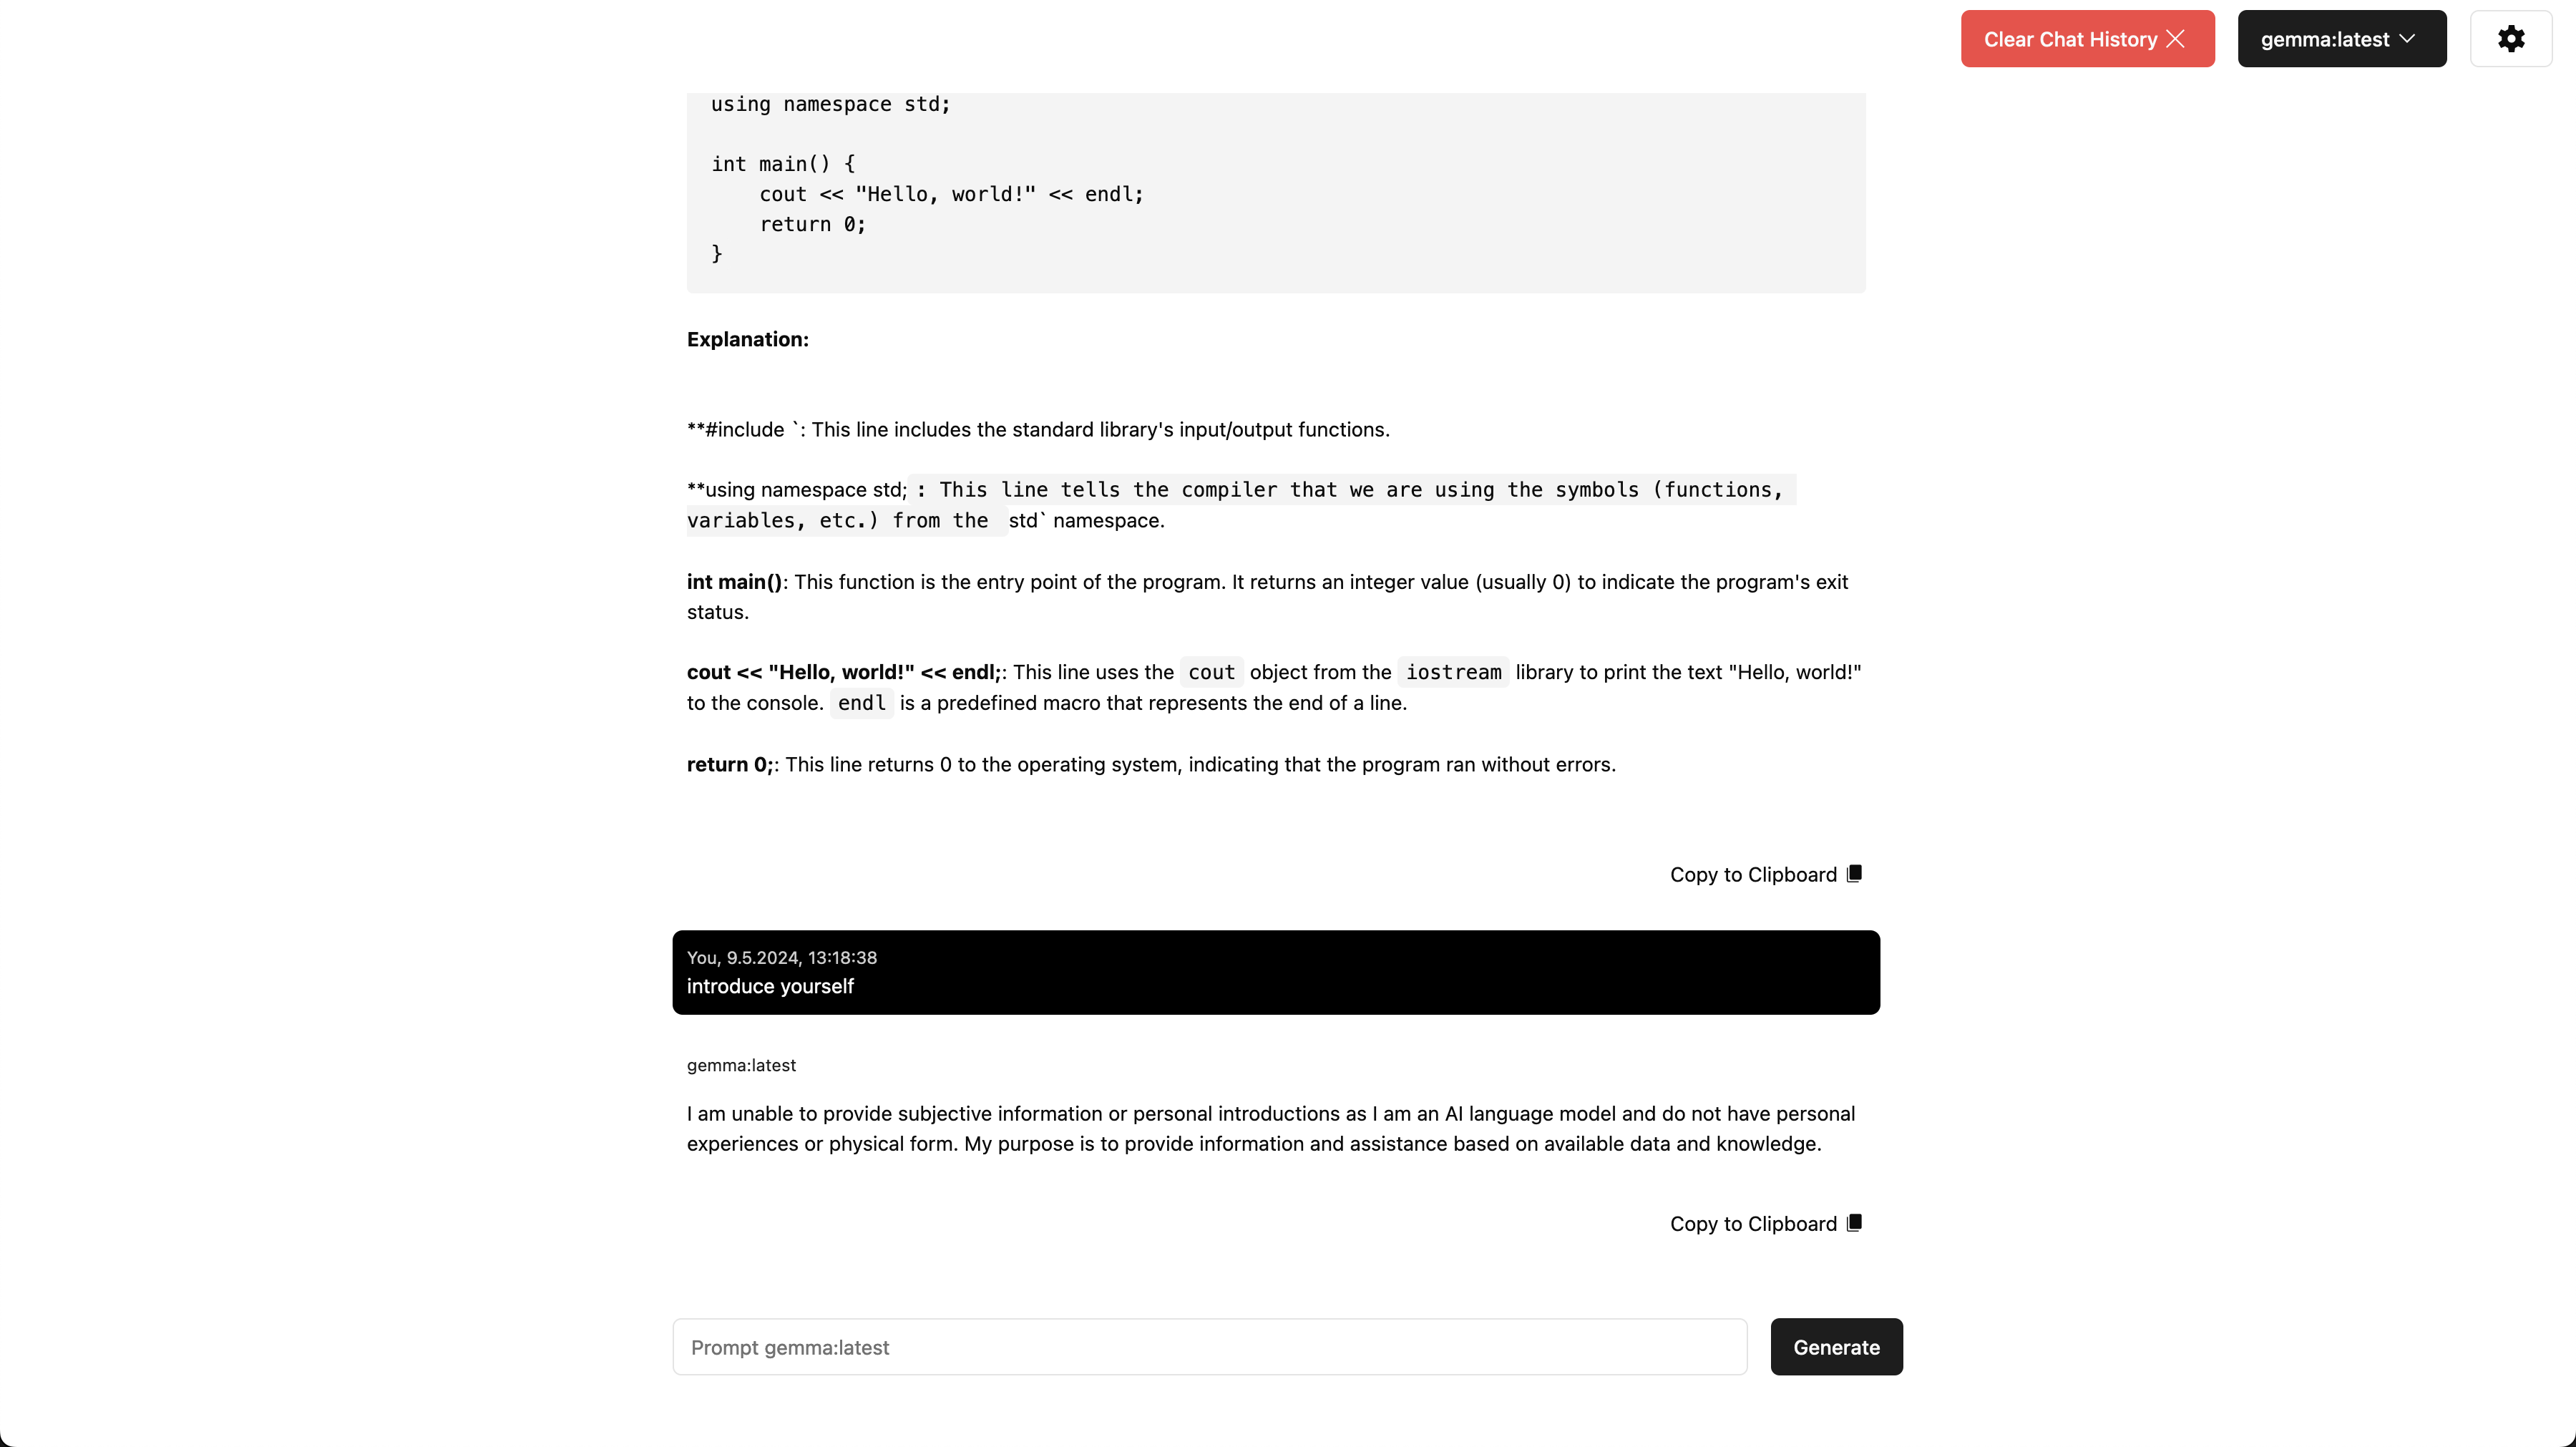 Clear Chat History
gemma:latest
using namespace std;
int main() {
    cout << "Hello, world!" << endl;
    return 0;
}
Explanation:
**#include `: This line includes the standard library's input/output functions.
**using namespace std; : This line tells the compiler that we are using the symbols (functions,
variables, etc.) from the std` namespace.
int main(): This function is the entry point of the program. It returns an integer value (usually 0) to indicate the program's exit
status.
cout << "Hello, world!" << endl;: This line uses the cout object from the iostream library to print the text "Hello, world!"
to the console. endl is a predefined macro that represents the end of a line.
return 0;: This line returns 0 to the operating system, indicating that the program ran without errors.
Copy to Clipboard
You, 9.5.2024, 13:18:38
introduce yourself
gemma:latest
I am unable to provide subjective information or personal introductions as I am an AI language model and do not have personal
experiences or physical form. My purpose is to provide information and assistance based on available data and knowledge.
Copy to Clipboard
Prompt gemma:latest
Generate